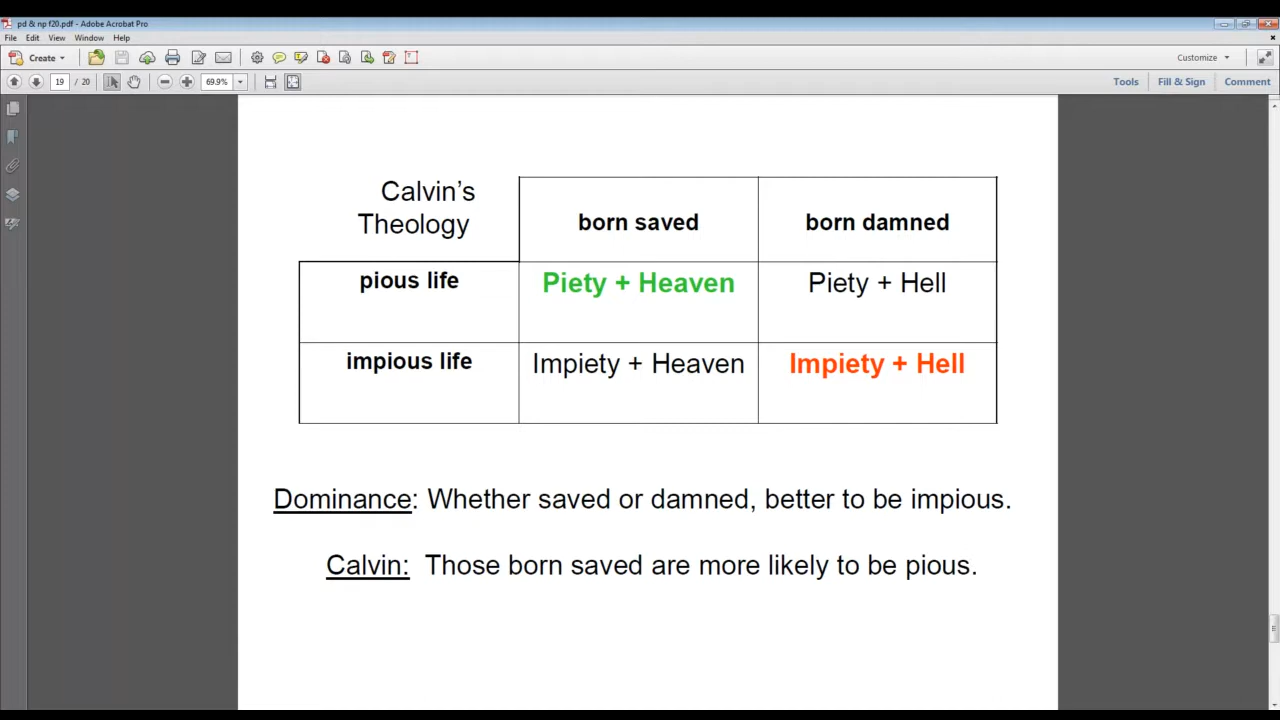 pd & np f20.pdf - Adobe Acrobat Pro
File Edit View Window Help
Create Customize
19 / 20 69.9% Tools Fill & Sign Comment
Calvin's
Theology
born saved born damned
pious life Piety + Heaven Piety + Hell
impious life Impiety + Heaven Impiety + Hell
Dominance: Whether saved or damned, better to be impious.
Calvin: Those born saved are more likely to be pious.